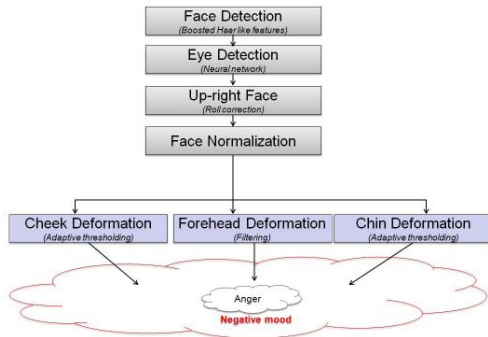 Face Detection
(Boosted Haar like features)
Eye Detection
(Neural network)
Up-right Face
(Roll correction)
Face Normalization
Cheek Deformation
(Adaptive thresholding)
Forehead Deformation
(Filtering)
Chin Deformation
(Adaptive thresholding)
Anger
Negative mood